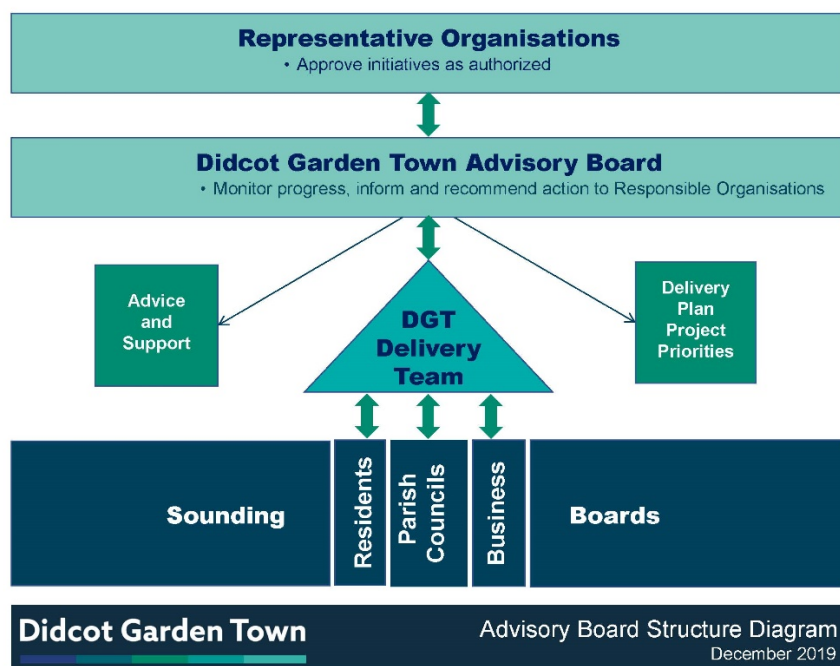 Representative Organisations
• Approve initiatives as authorized
Didcot Garden Town Advisory Board
• Monitor progress, inform and recommend action to Responsible Organisations
Advice
and
Support
DGT
Delivery
Team
Delivery
Plan
Project
Priorities
Sounding
Residents
Parish
Councils
Business
Boards
Didcot Garden Town
Advisory Board Structure Diagram
December 2019